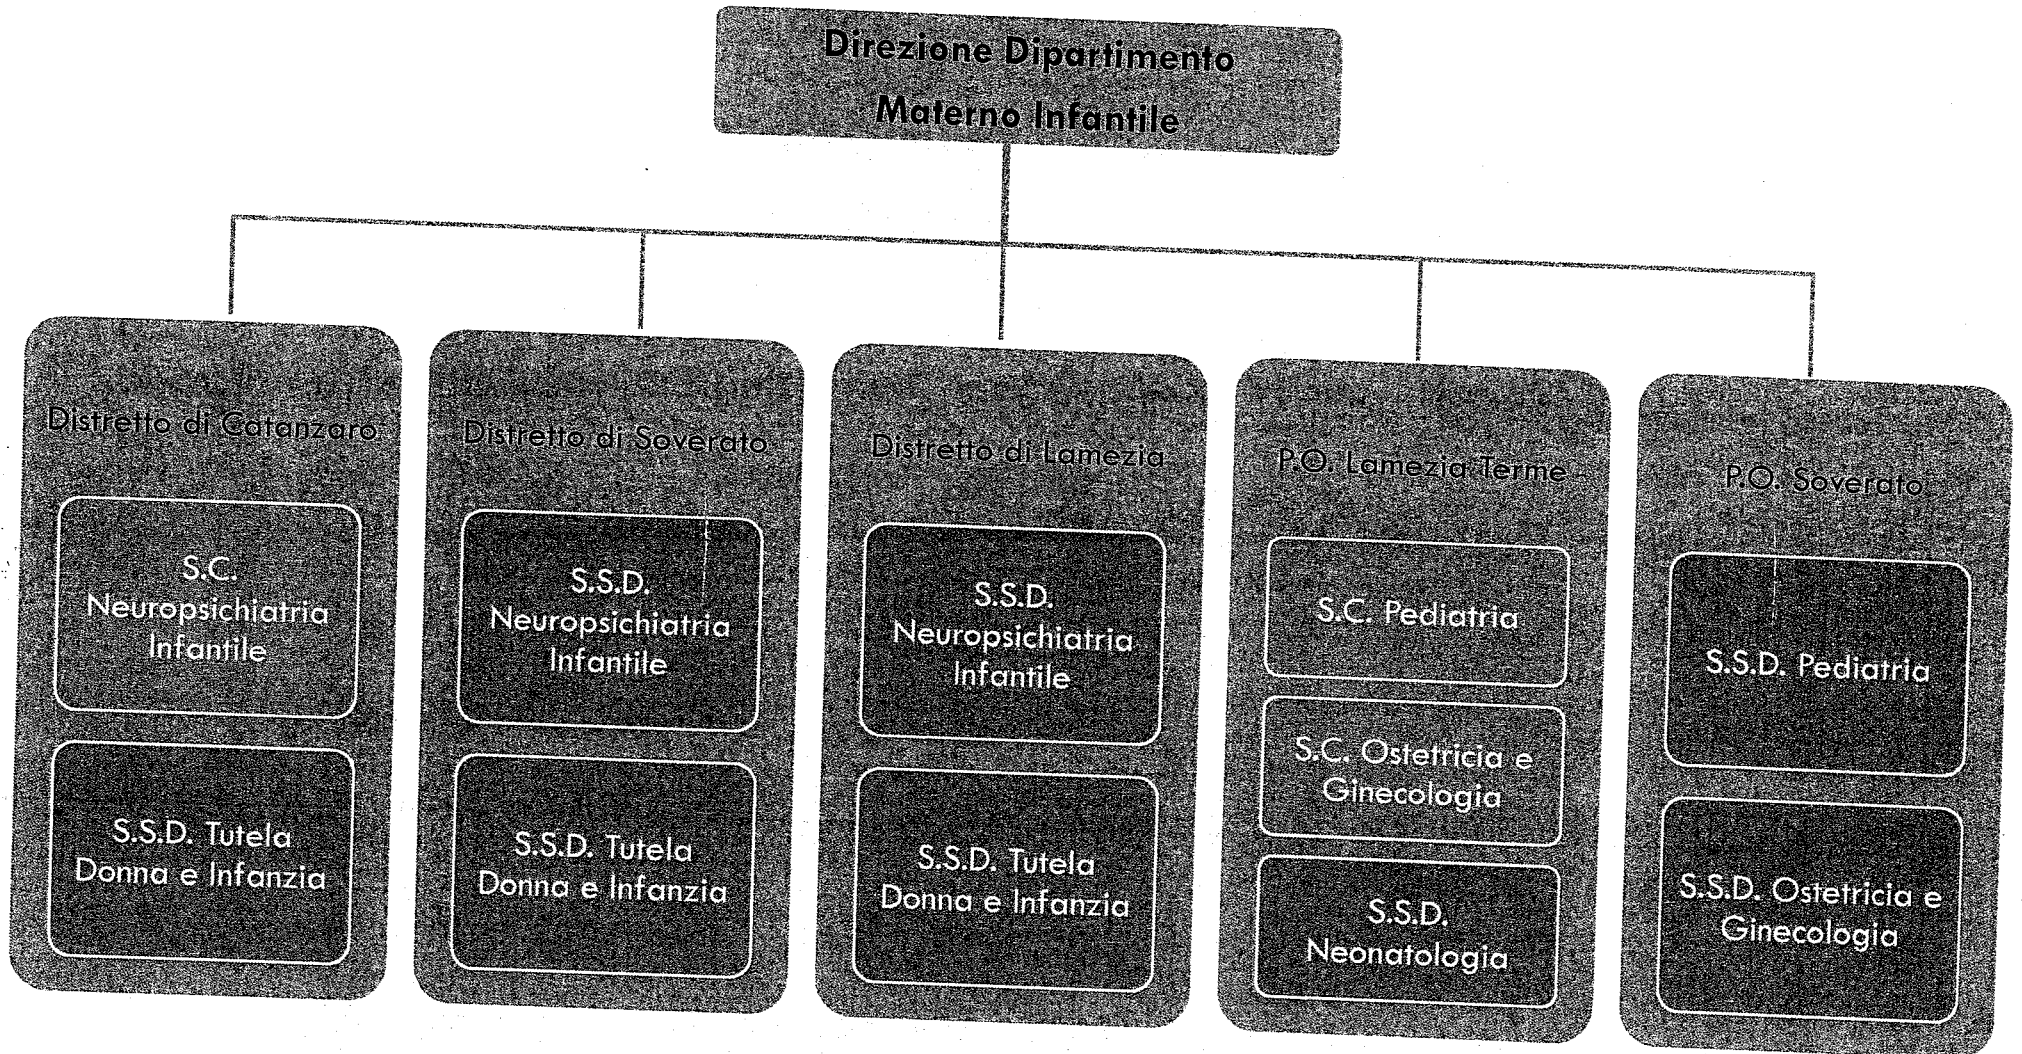 Direzione Dipartimento
Materno Infantile
Distretto di Catanzaro
S.C.
Neuropsichiatria
Infantile
S.S.D. Tutela
Donna e Infanzia
Distretto di Soverato
S.S.D.
Neuropsichiatria
Infantile
S.S.D. Tutela
Donna e Infanzia
Distretto di Lamezia
S.S.D.
Neuropsichiatria
Infantile
S.S.D. Tutela
Donna e Infanzia
P.O. Lamezia Terme
S.C. Pediatria
S.C. Ostetricia e
Ginecologia
S.S.D.
Neonatologia
P.O. Soverato
S.S.D. Pediatria
S.S.D. Ostetricia e
Ginecologia